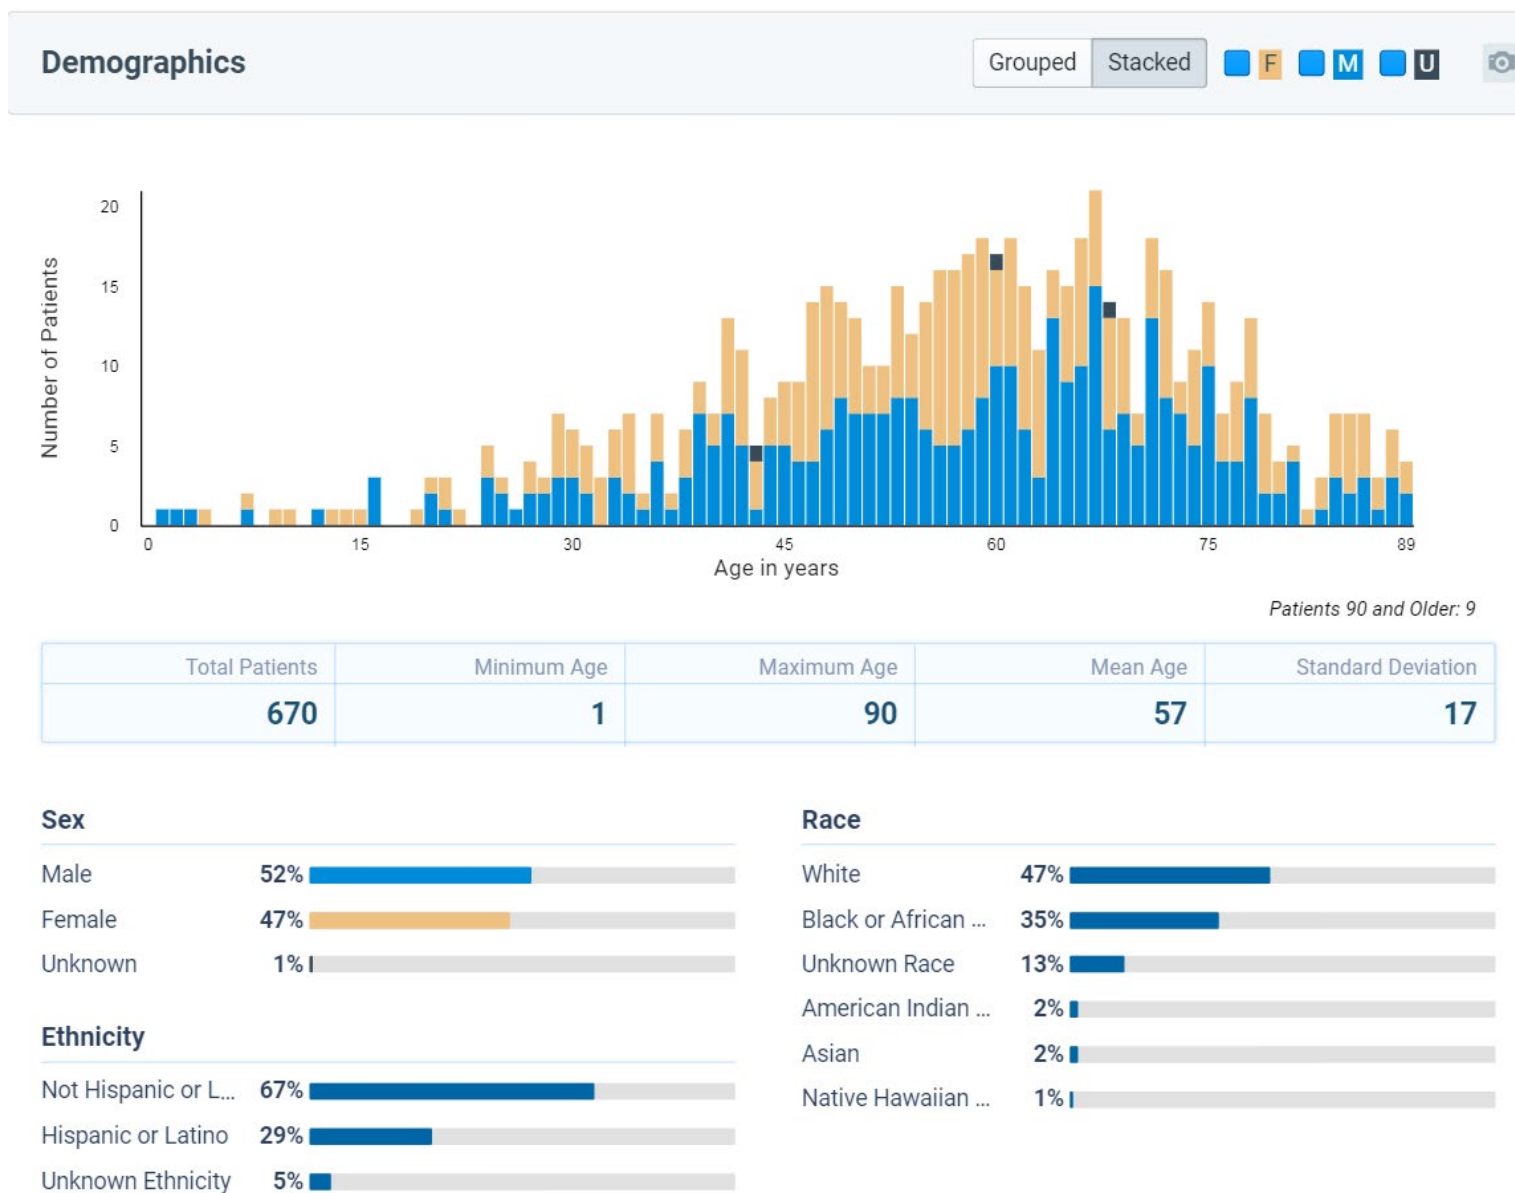 Demographics
Grouped Stacked F M U
Number of Patients
20
15
10
5
0
0 15 30 45 60 75 89
Age in years
Patients 90 and Older: 9
Total Patients Minimum Age Maximum Age Mean Age Standard Deviation
670 1 90 57 17
Sex
Male 52%
Female 47%
Unknown 1%
Ethnicity
Not Hispanic or L... 67%
Hispanic or Latino 29%
Unknown Ethnicity 5%
Race
White 47%
Black or African ... 35%
Unknown Race 13%
American Indian ... 2%
Asian 2%
Native Hawaiian ... 1%